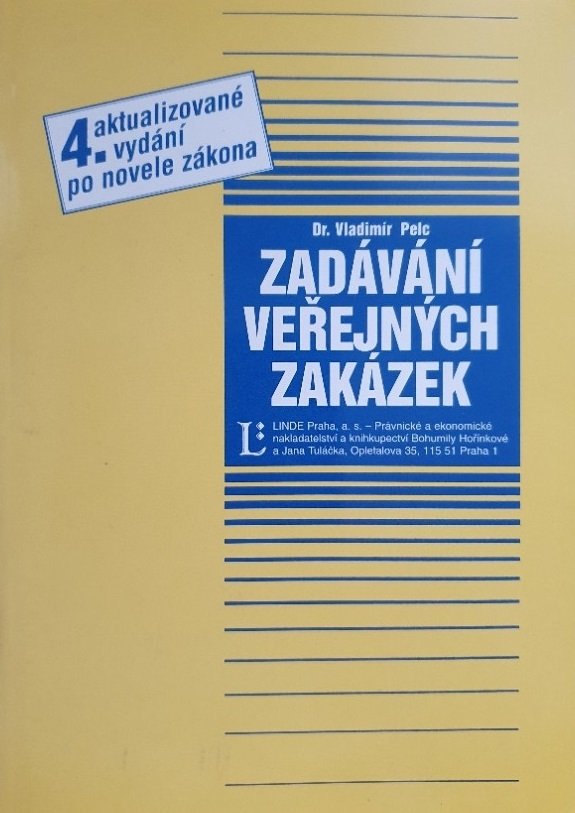 4. aktualizované
vydání
po novele zákona
Dr. Vladimír Pelc
ZADÁVÁNÍ
VEŘEJNÝCH
ZAKÁZEK
L LINDE Praha, a. s. – Právnické a ekonomické
nakladatelství a knihkupectví Bohumily Hořínkové
a Jana Tuláčka, Opletalova 35, 115 51 Praha 1